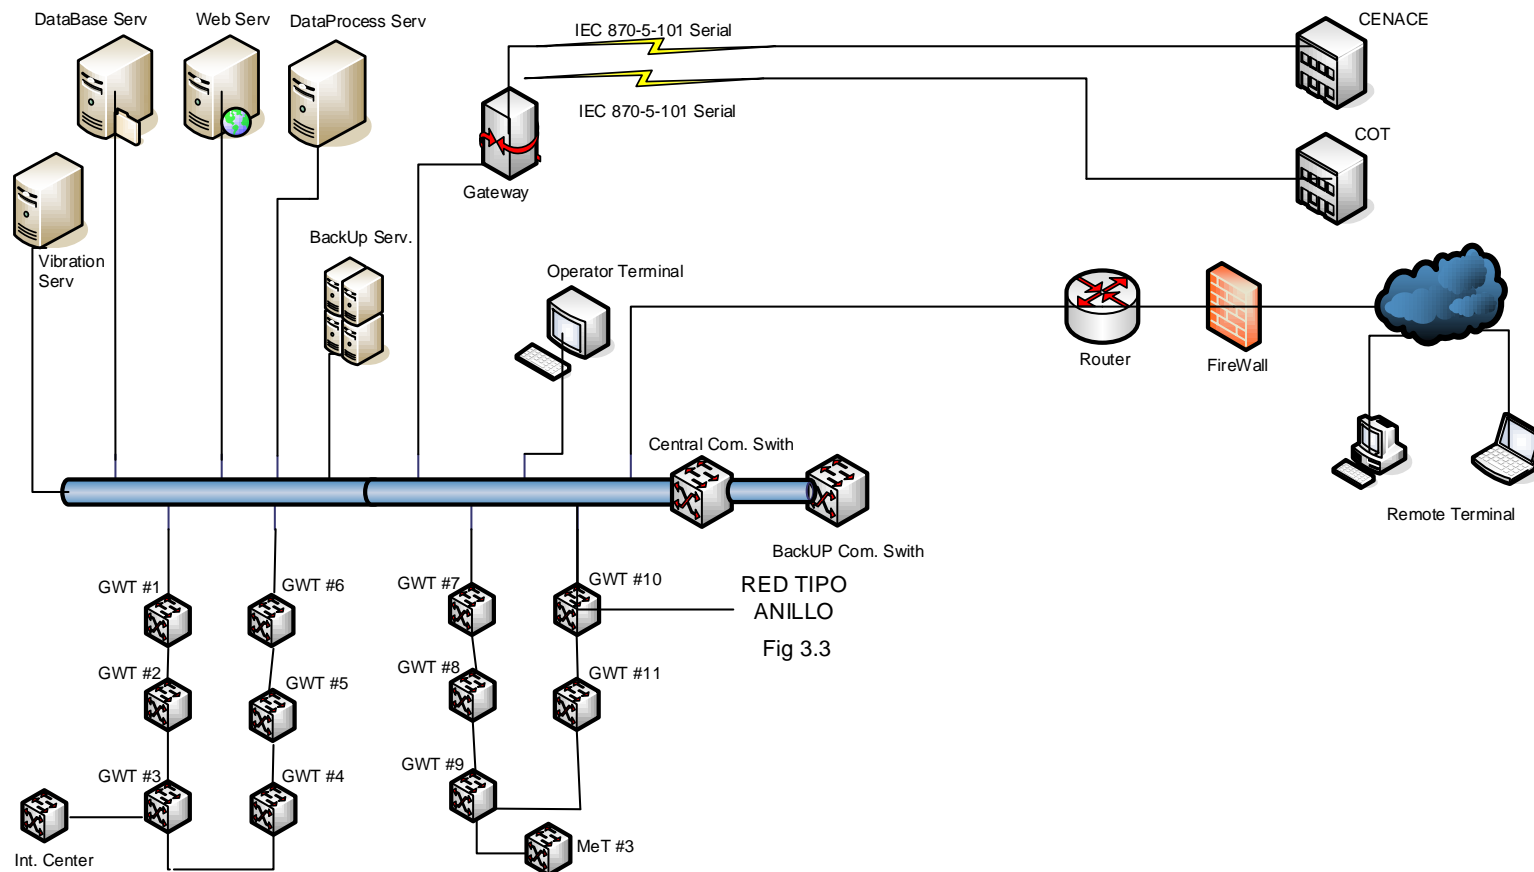 DataBase Serv
Web Serv
DataProcess Serv
IEC 870-5-101 Serial
CENACE
IEC 870-5-101 Serial
COT
Gateway
Vibration
Serv
BackUp Serv.
Operator Terminal
Router
FireWall
Central Com. Swith
Remote Terminal
BackUP Com. Swith
GWT #1
GWT #6
GWT #7
GWT #10
RED TIPO
ANILLO
Fig 3.3
GWT #2
GWT #5
GWT #8
GWT #11
GWT #3
GWT #4
GWT #9
Int. Center
MeT #3